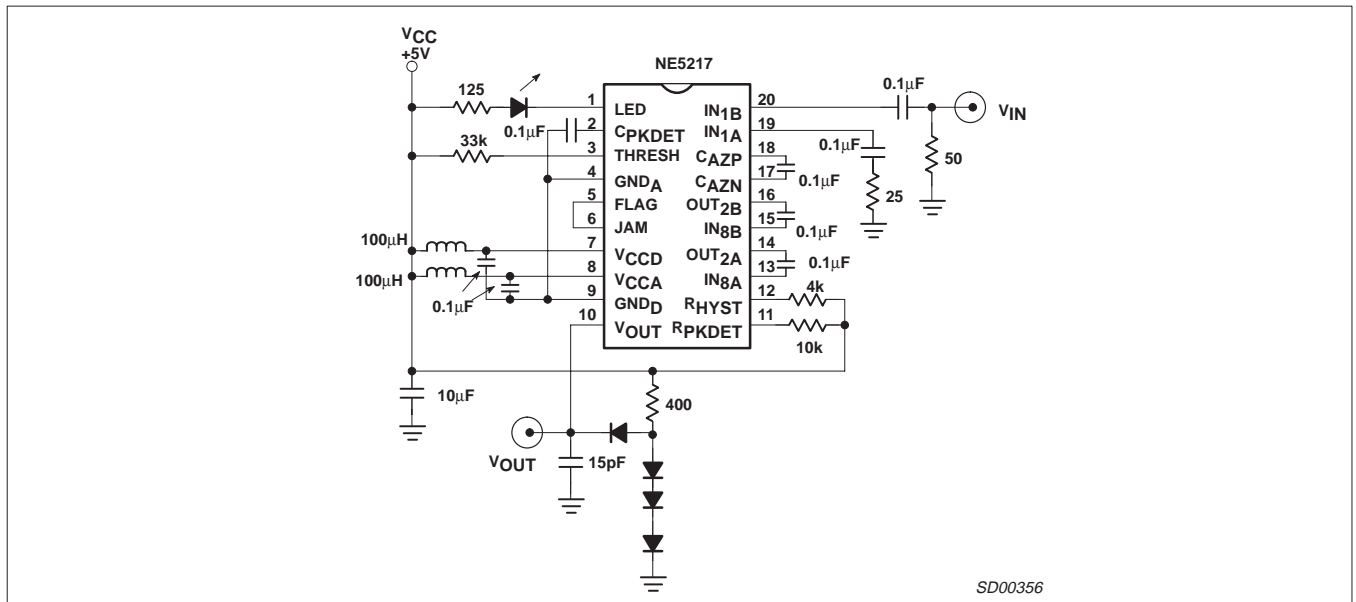 VCC
+5V
NE5217
125
1
LED
0.1μF
2
CPKDET
33k
3
THRESH
4
GNDA
5
FLAG
6
JAM
100μH
7
VCCD
100μH
8
VCCA
0.1μF
9
GNDD
10
VOUT
20
IN1B
0.1μF
VIN
19
IN1A
0.1μF
50
18
CAZP
0.1μF
25
17
CAZN
16
OUT2B
0.1μF
15
IN8B
14
OUT2A
0.1μF
13
IN8A
12
RHYST
4k
11
RPKDET
10k
10μF
400
VOUT
15pF
SD00356